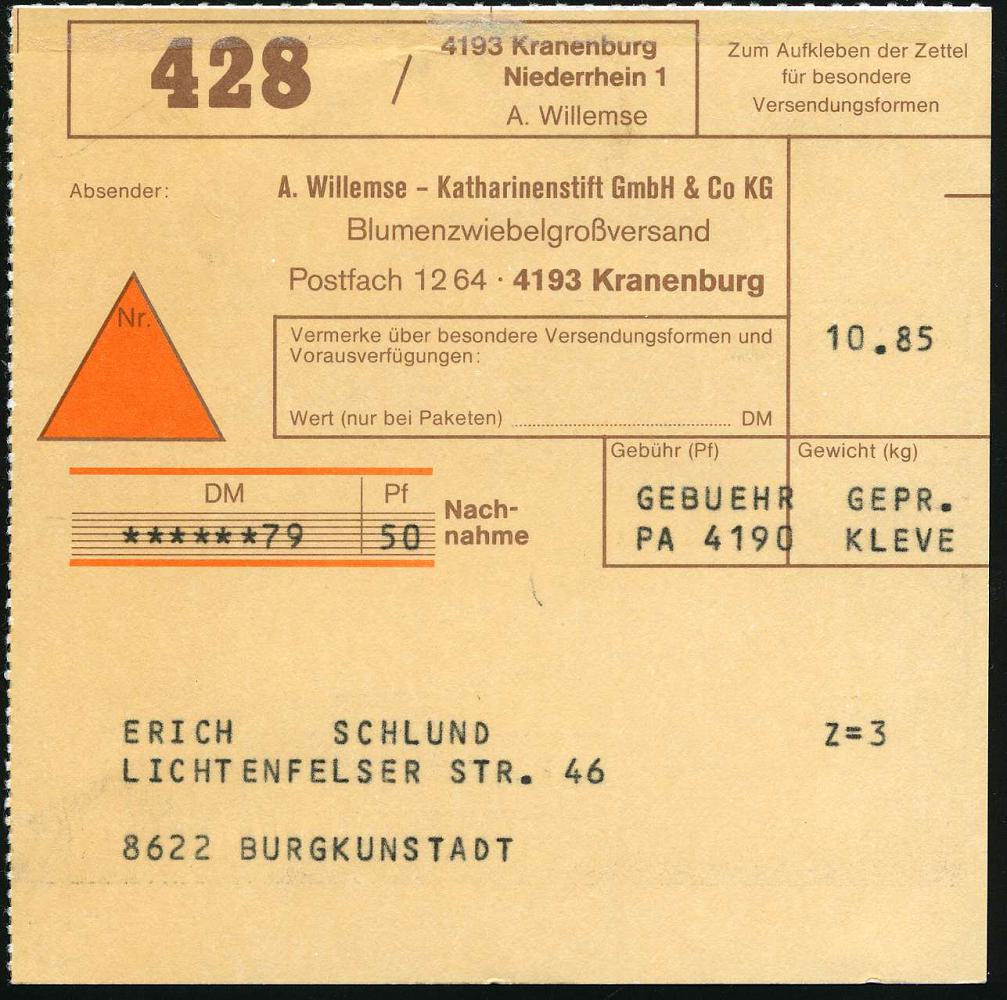 428 / 4193 Kranenburg
Niederrhein 1
A. Willemse
Zum Aufkleben der Zettel
für besondere
Versendungsformen
Absender:
A. Willemse – Katharinenstift GmbH & Co KG
Blumenzwiebelgroßversand
Postfach 12 64 · 4193 Kranenburg
Nr.
Vermerke über besondere Versendungsformen und
Vorausverfügungen:
Wert (nur bei Paketen) DM
10.85
Gebühr (Pf)
Gewicht (kg)
GEBUEHR GEPR.
PA 4190 KLEVE
DM Pf
******79 50
Nach-
nahme
ERICH SCHLUND Z=3
LICHTENFELSER STR. 46
8622 BURGKUNSTADT